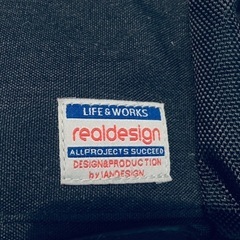 LIFE & WORKS
realdesign
ALLPROJECTS SUCCEED
DESIGN&PRODUCTION
by IANDESIGN